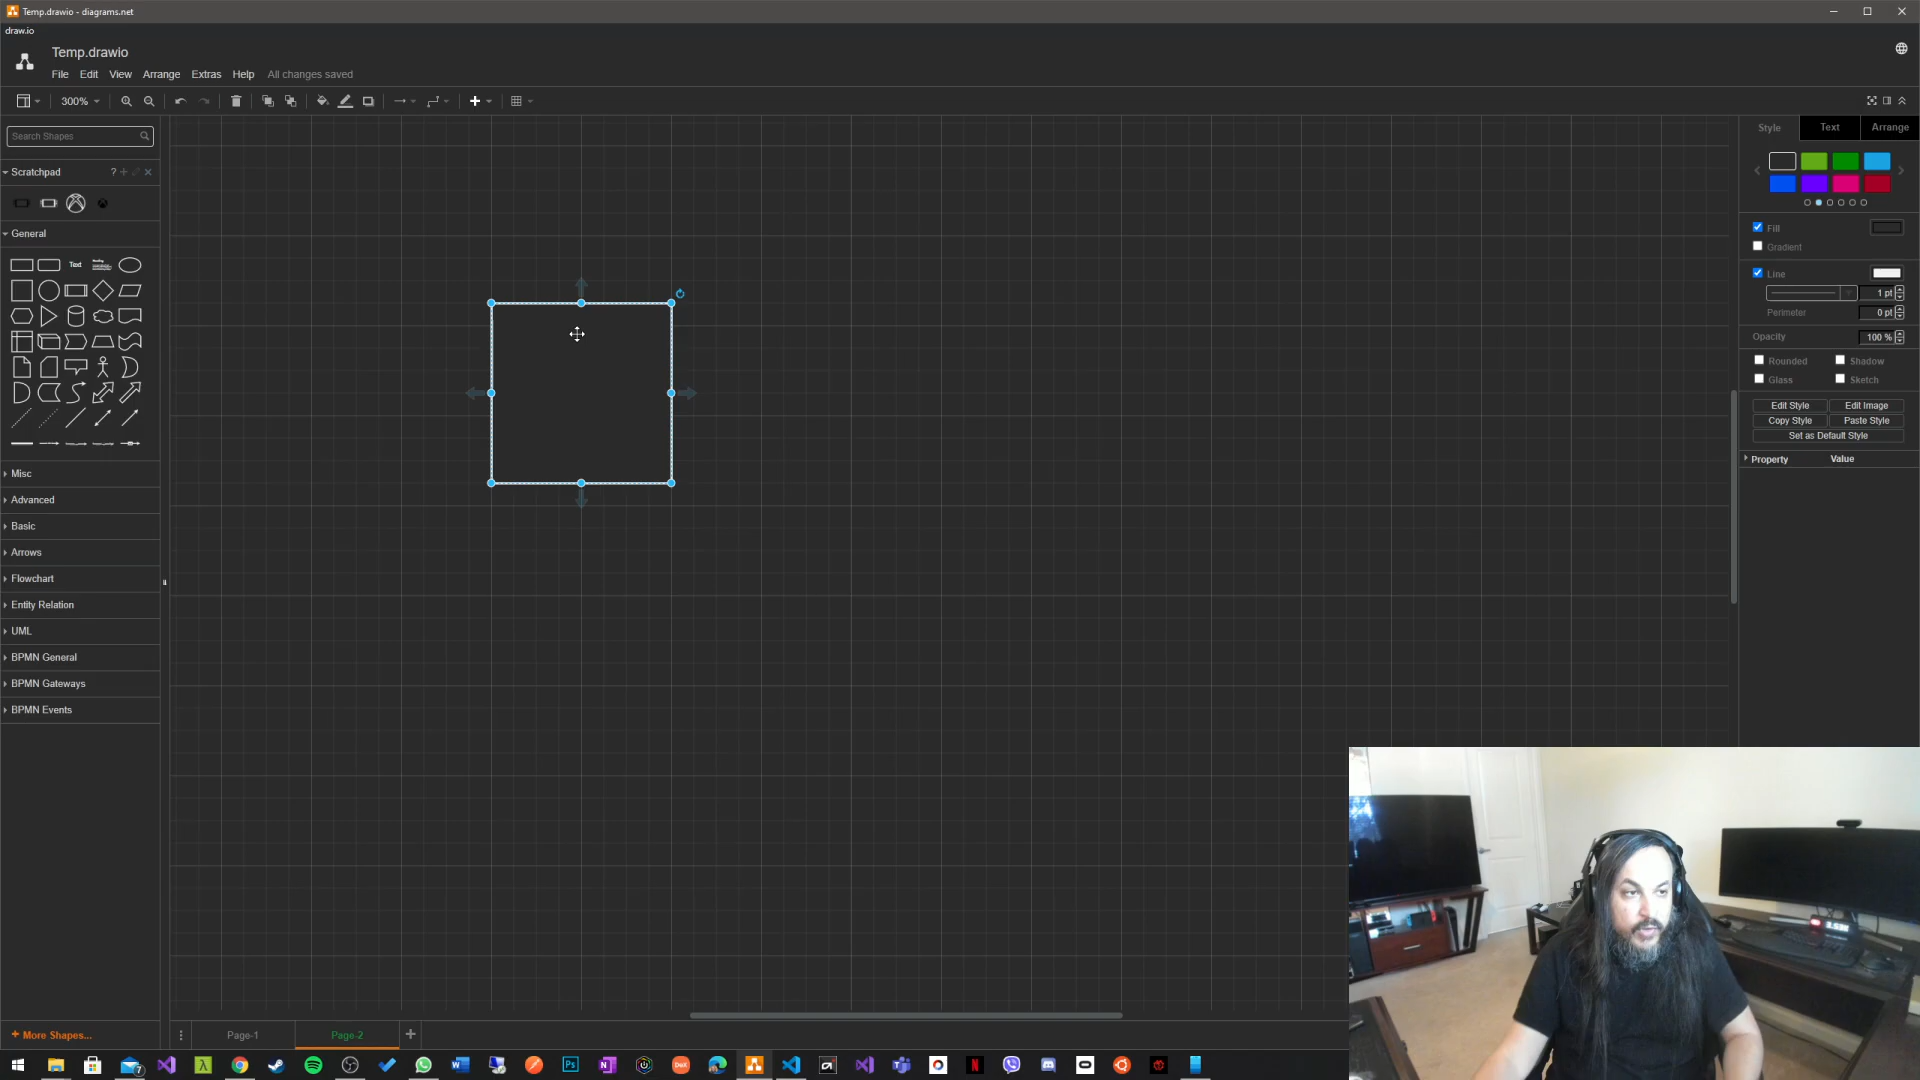 Temp.drawio - diagrams.net
draw.io
Temp.drawio
File Edit View Arrange Extras Help All changes saved
300%
Search Shapes
Scratchpad ?
General
Text
Misc
Advanced
Basic
Arrows
Flowchart
Entity Relation
UML
BPMN General
BPMN Gateways
BPMN Events
+ More Shapes...
Page-1 Page-2
Style Text Arrange
Fill
Gradient
Line
1 pt
Perimeter 0 pt
Opacity 100 %
Rounded Shadow
Glass Sketch
Edit Style Edit Image
Copy Style Paste Style
Set as Default Style
Property Value